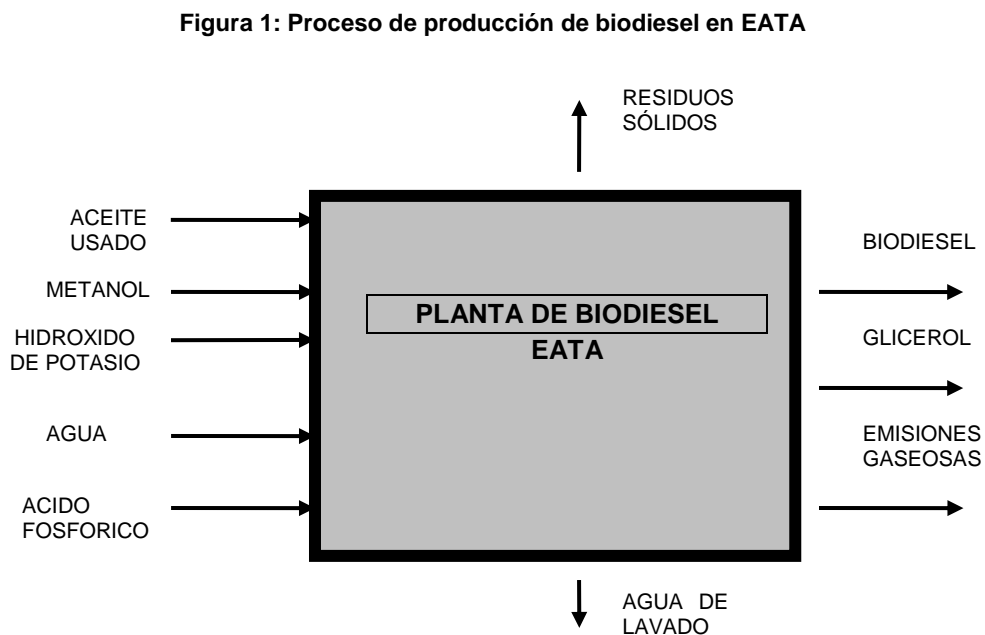 Figura 1: Proceso de producción de biodiesel en EATA
RESIDUOS
SÓLIDOS
ACEITE
USADO
METANOL
HIDROXIDO
DE POTASIO
AGUA
ACIDO
FOSFORICO
PLANTA DE BIODIESEL
EATA
BIODIESEL
GLICEROL
EMISIONES
GASEOSAS
AGUA DE
LAVADO